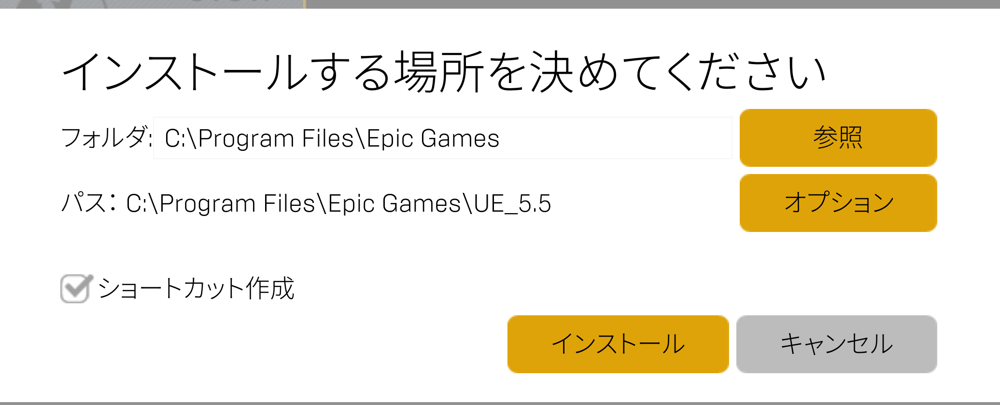 インストールする場所を決めてください
フォルダ: C:\Program Files\Epic Games 参照
パス： C:\Program Files\Epic Games\UE_5.5 オプション
ショートカット作成
インストール キャンセル